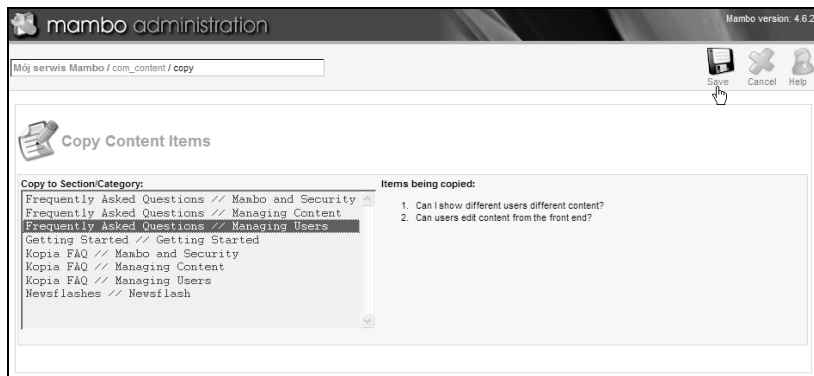 mambo administration
Mambo version: 4.6.2
Mój serwis Mambo / com_content / copy
Save Cancel Help
Copy Content Items
Copy to Section/Category:
Frequently Asked Questions // Mambo and Security
Frequently Asked Questions // Managing Content
Frequently Asked Questions // Managing Users
Getting Started // Getting Started
Kopia FAQ // Mambo and Security
Kopia FAQ // Managing Content
Kopia FAQ // Managing Users
Newsflashes // Newsflash
Items being copied:
1. Can I show different users different content?
2. Can users edit content from the front end?